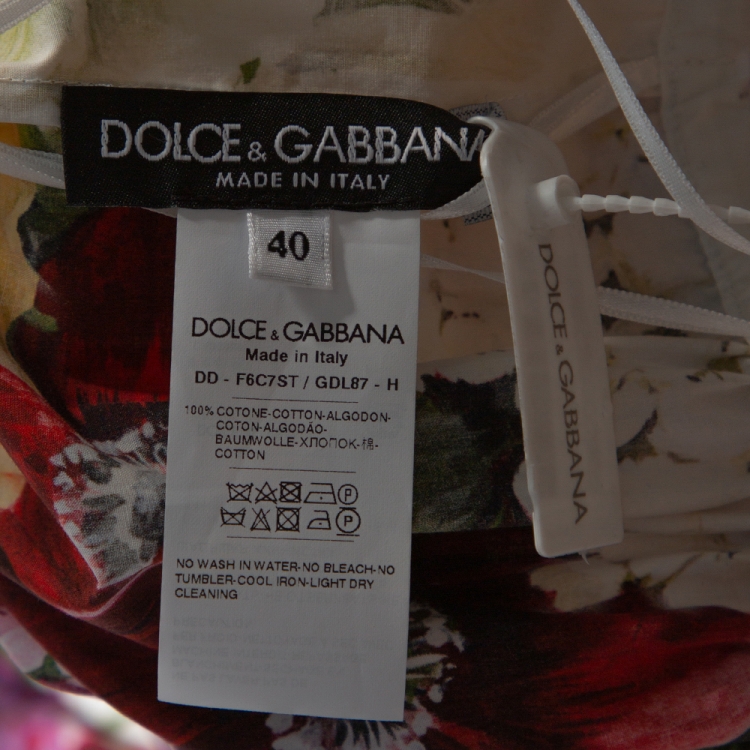 DOLCE & GABBANA
MADE IN ITALY
40
DOLCE & GABBANA
Made in Italy
DD - F6C7ST / GDL87 - H
100% COTONE-COTTON-ALGODON-
COTON-ALGODÃO-
BAUMWOLLE-ХЛОПОК-棉-
COTTON
NO WASH IN WATER-NO BLEACH-NO
TUMBLER-COOL IRON-LIGHT DRY
CLEANING
DOLCE & GABBANA